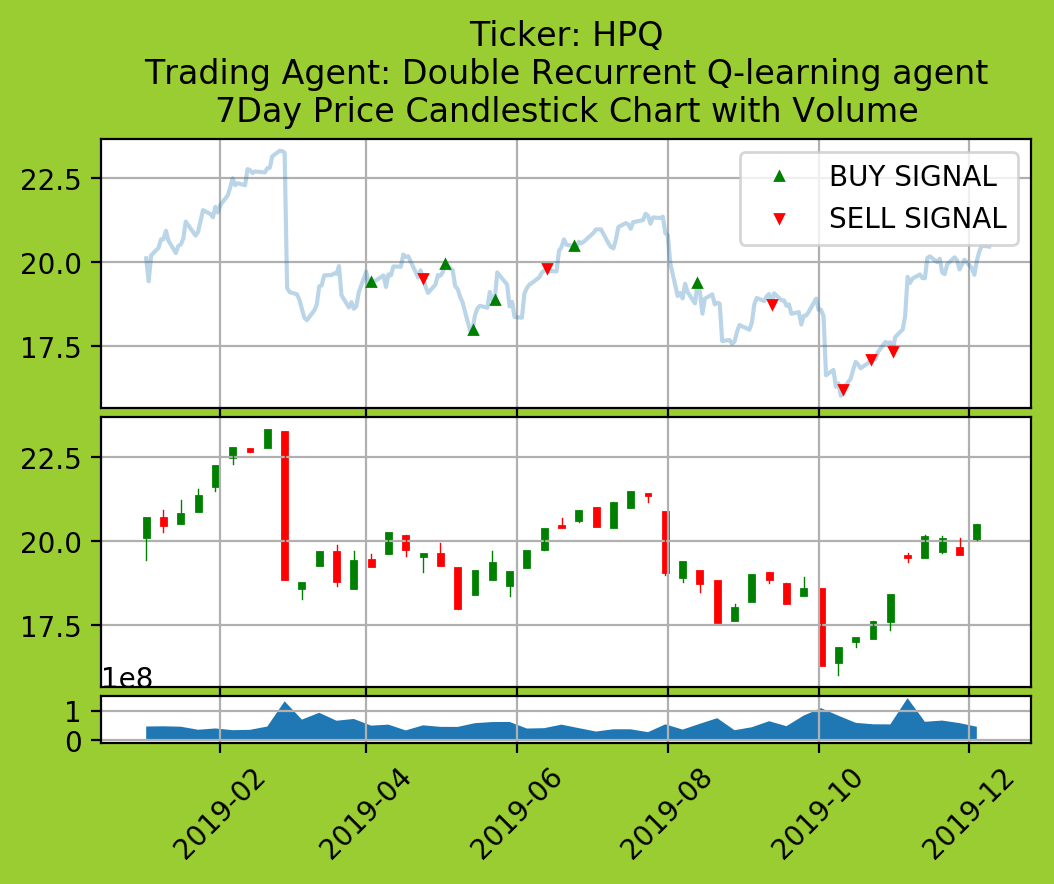 Ticker: HPQ
Trading Agent: Double Recurrent Q-learning agent
7Day Price Candlestick Chart with Volume
BUY SIGNAL
SELL SIGNAL
22.5
20.0
17.5
22.5
20.0
17.5
1e8
1
0
2019-02
2019-04
2019-06
2019-08
2019-10
2019-12